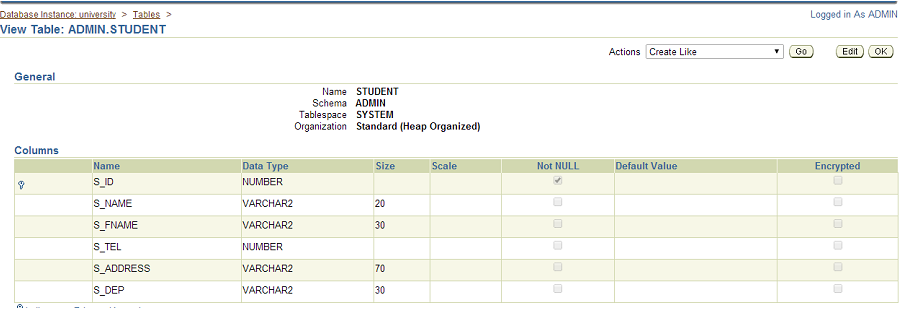 Database Instance: university > Tables >
Logged in As ADMIN
View Table: ADMIN.STUDENT
Actions Create Like Go Edit OK
General
Name STUDENT
Schema ADMIN
Tablespace SYSTEM
Organization Standard (Heap Organized)
Columns
Name Data Type Size Scale Not NULL Default Value Encrypted
S_ID NUMBER
S_NAME VARCHAR2 20
S_FNAME VARCHAR2 30
S_TEL NUMBER
S_ADDRESS VARCHAR2 70
S_DEP VARCHAR2 30